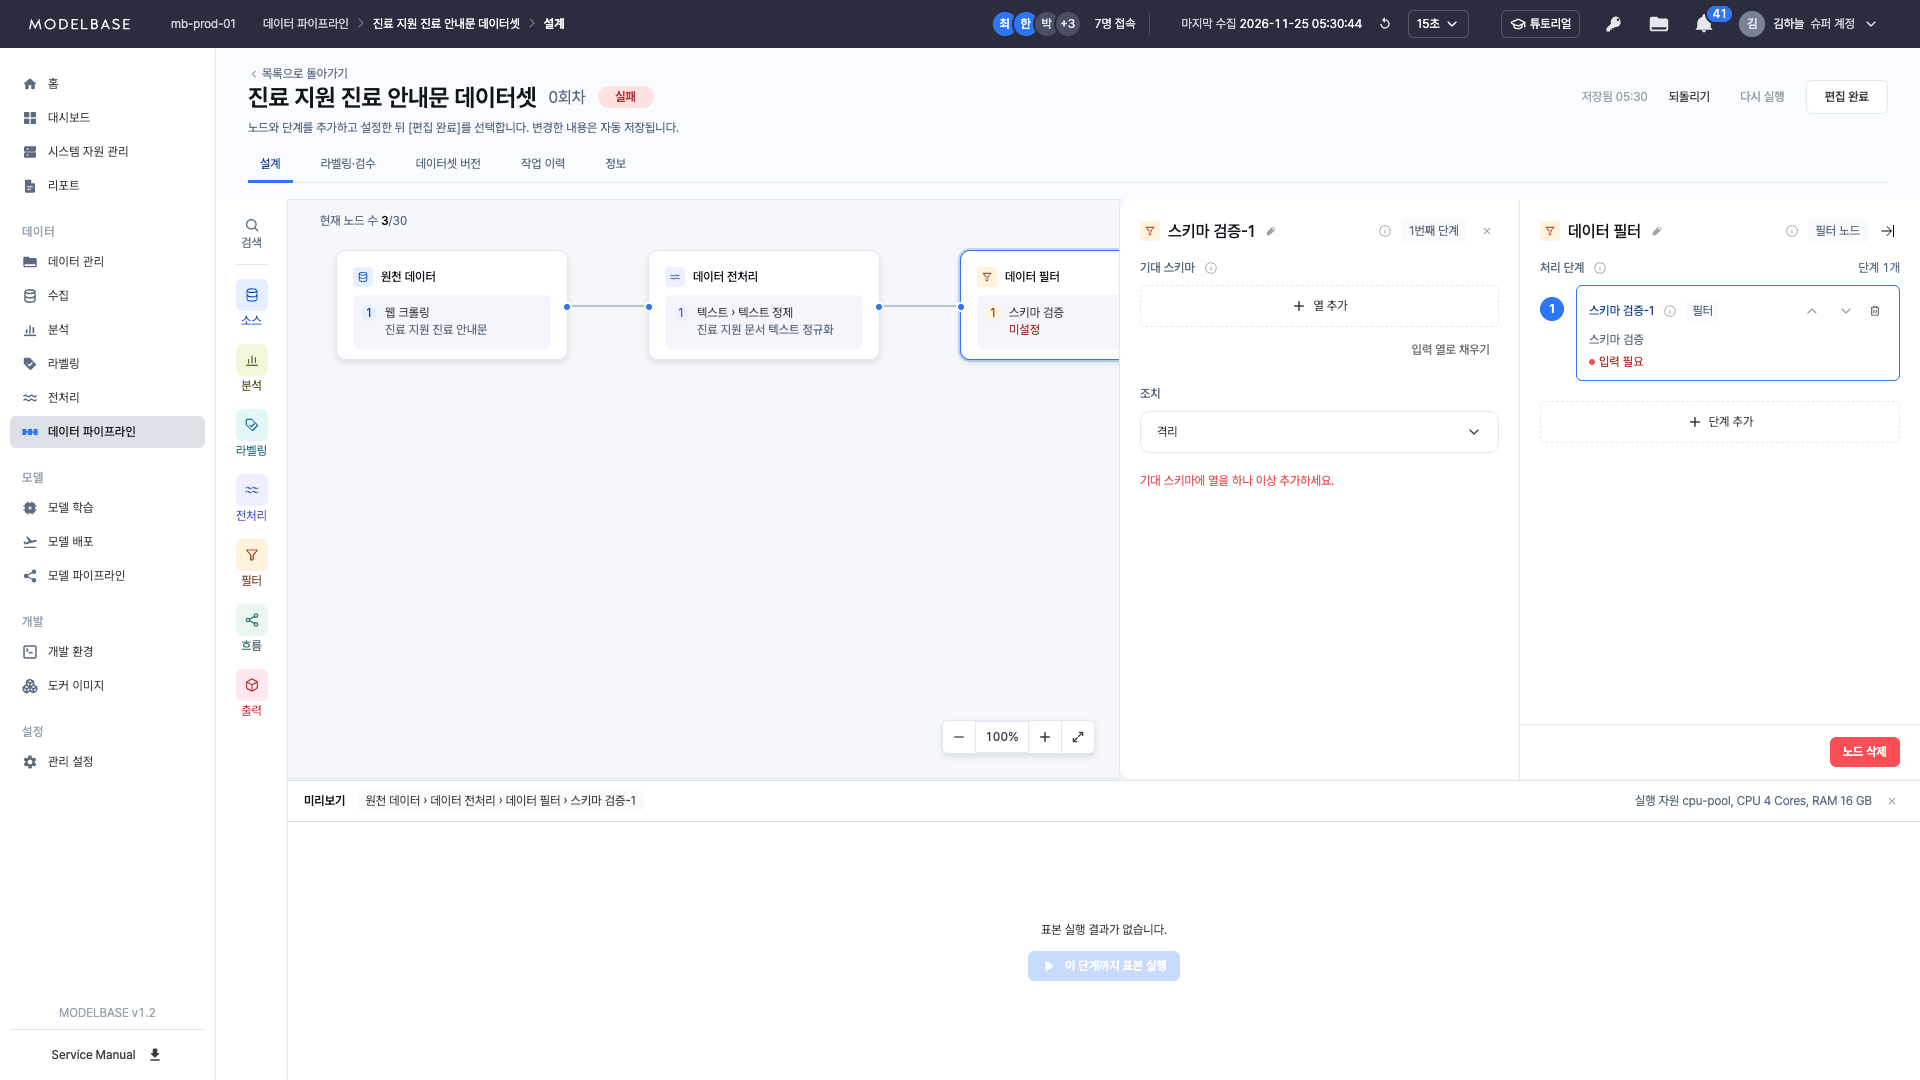 MODELBASE
mb-prod-01
데이터 파이프라인
진료 지원 진료 안내문 데이터셋
설계
최 한 박 +3
7명 접속
마지막 수집 2026-11-25 05:30:44
15초
튜토리얼
41
김
김하늘 슈퍼 계정
홈
대시보드
시스템 자원 관리
리포트
데이터
데이터 관리
수집
분석
라벨링
전처리
데이터 파이프라인
모델
모델 학습
모델 배포
모델 파이프라인
개발
개발 환경
도커 이미지
설정
관리 설정
MODELBASE v1.2
Service Manual
목록으로 돌아가기
진료 지원 진료 안내문 데이터셋 0회차 실패
노드와 단계를 추가하고 설정한 뒤 [편집 완료]를 선택합니다. 변경한 내용은 자동 저장됩니다.
저장됨 05:30
되돌리기
다시 실행
편집 완료
설계
라벨링·검수
데이터셋 버전
작업 이력
정보
검색
소스
분석
라벨링
전처리
필터
흐름
출력
현재 노드 수 3/30
원천 데이터
1 웹 크롤링
진료 지원 진료 안내문
데이터 전처리
1 텍스트 › 텍스트 정제
진료 지원 문서 텍스트 정규화
데이터 필터
1 스키마 검증
미설정
100%
스키마 검증-1
1번째 단계
기대 스키마
열 추가
입력 열로 채우기
조치
격리
기대 스키마에 열을 하나 이상 추가하세요.
데이터 필터
필터 노드
처리 단계
단계 1개
1
스키마 검증-1
필터
스키마 검증
입력 필요
단계 추가
노드 삭제
미리보기
원천 데이터 › 데이터 전처리 › 데이터 필터 › 스키마 검증-1
실행 자원 cpu-pool, CPU 4 Cores, RAM 16 GB
표본 실행 결과가 없습니다.
이 단계까지 표본 실행